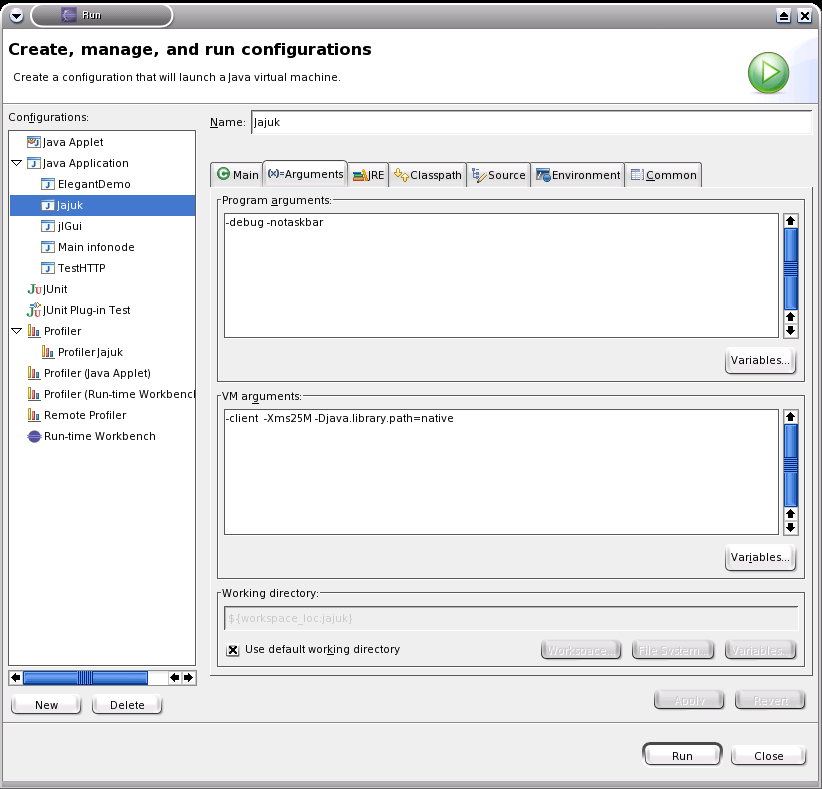 Run
Create, manage, and run configurations
Create a configuration that will launch a Java virtual machine.
Configurations:
Java Applet
Java Application
ElegantDemo
Jajuk
jlGui
Main infonode
TestHTTP
JUnit
JUnit Plug-in Test
Profiler
Profiler Jajuk
Profiler (Java Applet)
Profiler (Run-time Workbencl
Remote Profiler
Run-time Workbench
New
Delete
Name: Jajuk
Main
(x)=Arguments
JRE
Classpath
Source
Environment
Common
Program arguments:
-debug -notaskbar
Variables...
VM arguments:
-client -Xms25M -Djava.library.path=native
Variables...
Working directory:
${workspace_loc:jajuk}
Use default working directory
Workspace...
File System...
Variables...
Apply
Revert
Run
Close